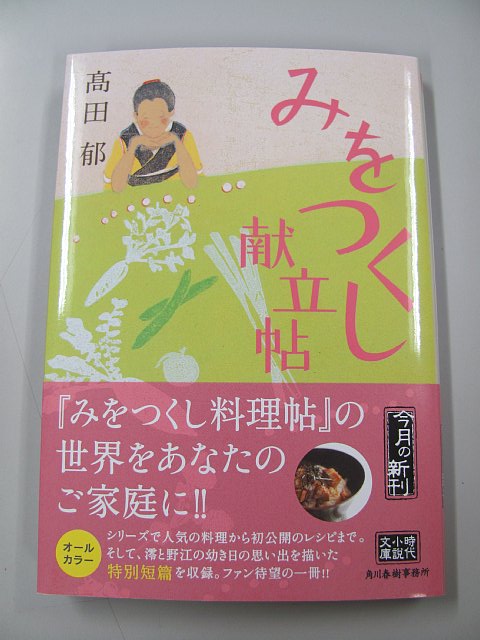 髙田郁
みをつくし
献立帖
『みをつくし料理帖』の
世界をあなたの
ご家庭に!!
今月の新刊
オール
カラー
シリーズで人気の料理から初公開のレシピまで。
そして、澪と野江の幼き日の思い出を描いた
特別短篇を収録。ファン待望の一冊!!
時代
小説
文庫
角川春樹事務所